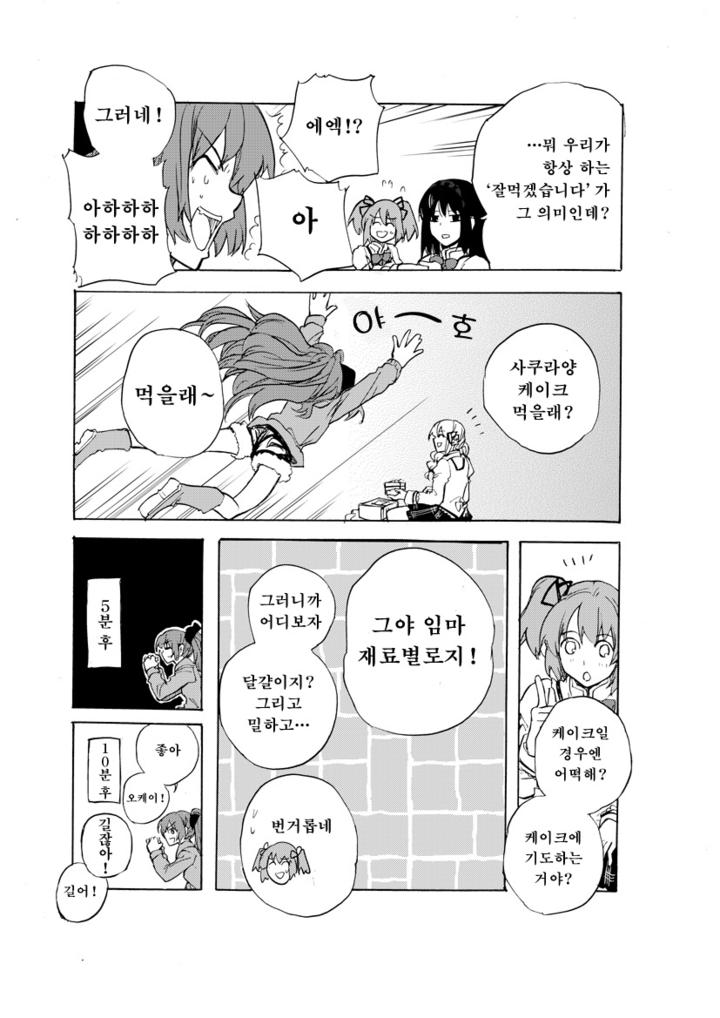 …뭐 우리가
항상 하는
‘잘먹겠습니다’ 가
그 의미인데?
에엑!?
아
그러네!
아하하하
하하하하
사쿠라양
케이크
먹을래?
야ー호
먹을래~
케이크일
경우엔
어떡해?
케이크에
기도하는
거야?
그야 임마
재료별로지!
그러니까
어디보자
달걀이지?
그리고
밀하고…
번거롭네
5분 후
10분 후
좋아
오케이!
길잖아!
길어!